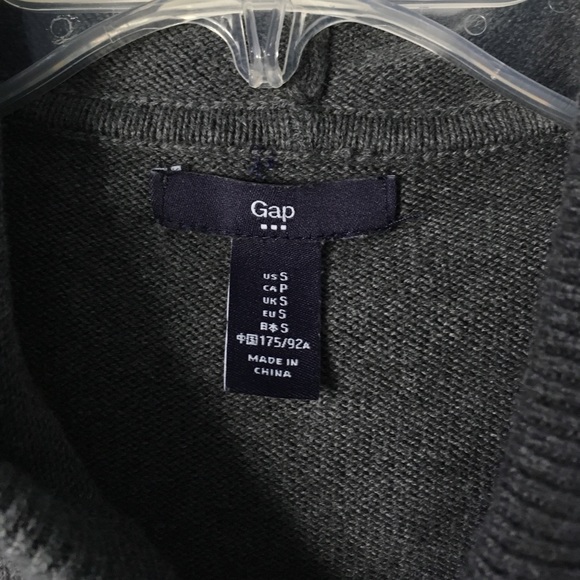 Gap
US S
CA P
UK S
EU S
日本 S
中国 175/92A
MADE IN
CHINA